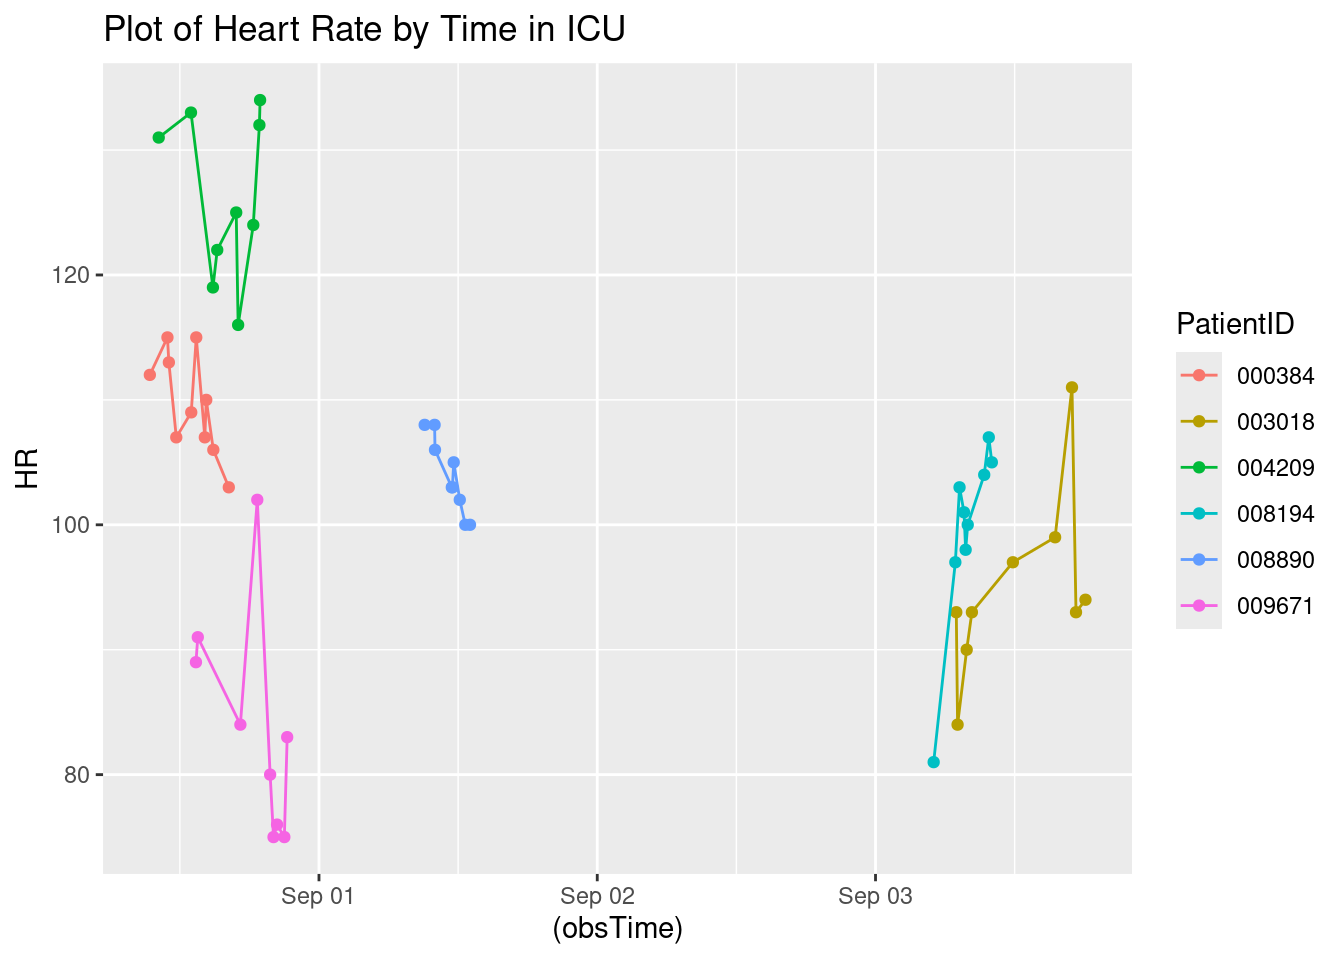 Plot of Heart Rate by Time in ICU
HR
120
100
80
Sep 01
Sep 02
Sep 03
(obsTime)
PatientID
000384
003018
004209
008194
008890
009671